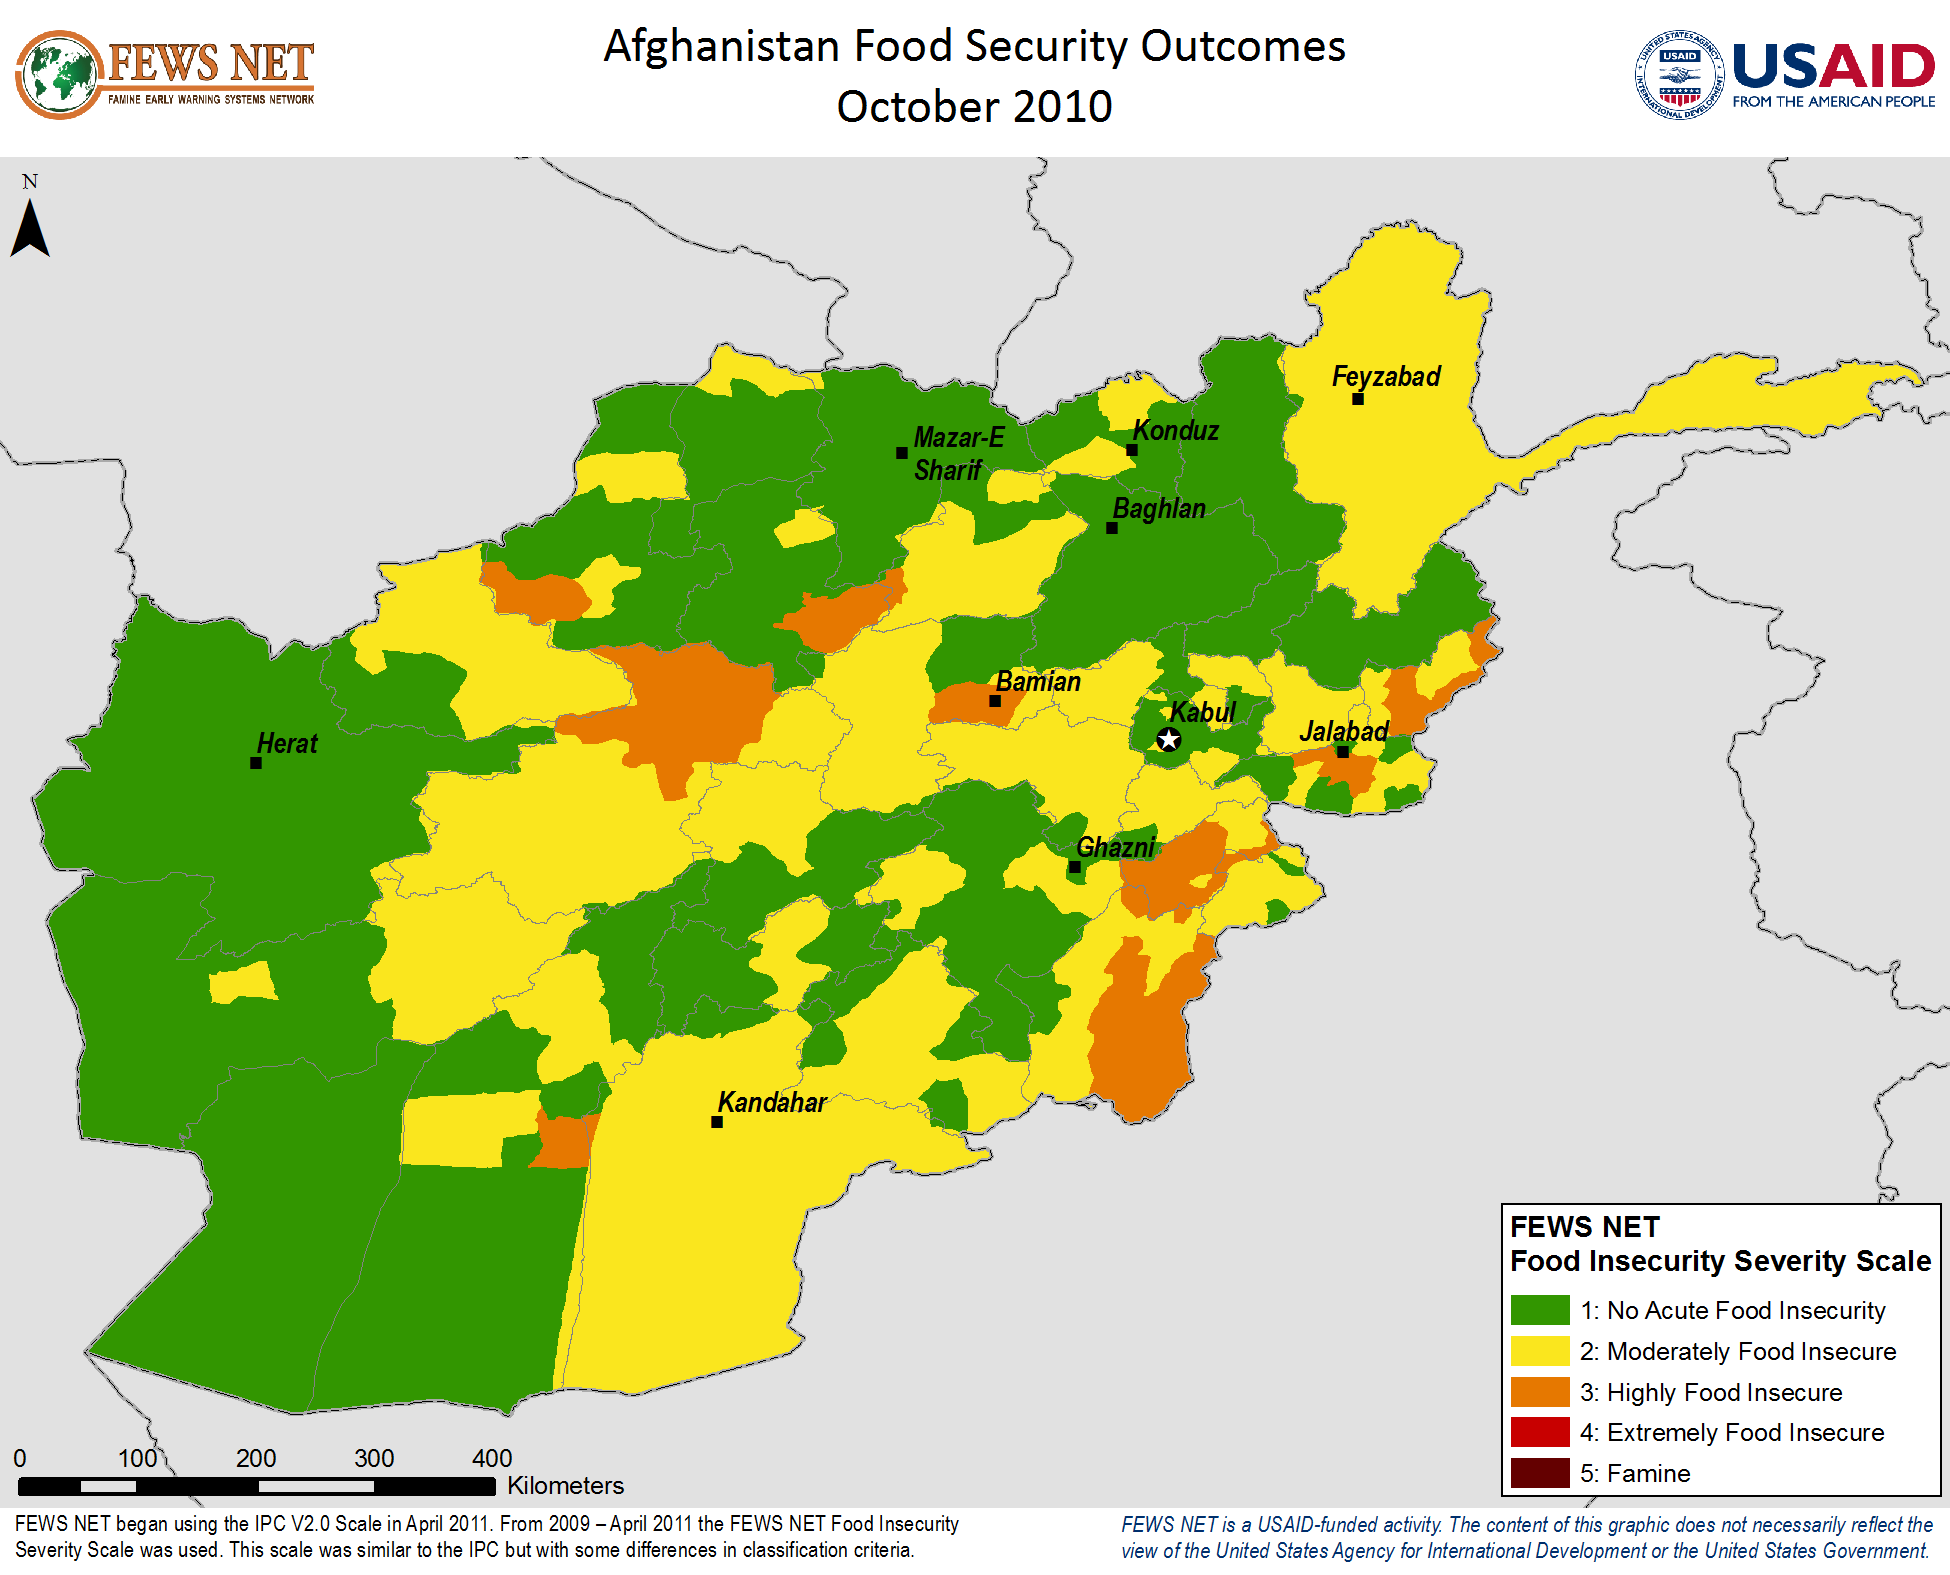 FEWS NET
FAMINE EARLY WARNING SYSTEMS NETWORK
Afghanistan Food Security Outcomes
October 2010
UNITED STATES AGENCY
USAID
INTERNATIONAL DEVELOPMENT
USAID
FROM THE AMERICAN PEOPLE
N
Feyzabad
Mazar-E
Sharif
Konduz
Baghlan
Bamian
Kabul
Jalabad
Herat
Ghazni
Kandahar
FEWS NET
Food Insecurity Severity Scale
1: No Acute Food Insecurity
2: Moderately Food Insecure
3: Highly Food Insecure
4: Extremely Food Insecure
5: Famine
0 100 200 300 400
Kilometers
FEWS NET began using the IPC V2.0 Scale in April 2011. From 2009 – April 2011 the FEWS NET Food Insecurity
Severity Scale was used. This scale was similar to the IPC but with some differences in classification criteria.
FEWS NET is a USAID-funded activity. The content of this graphic does not necessarily reflect the
view of the United States Agency for International Development or the United States Government.